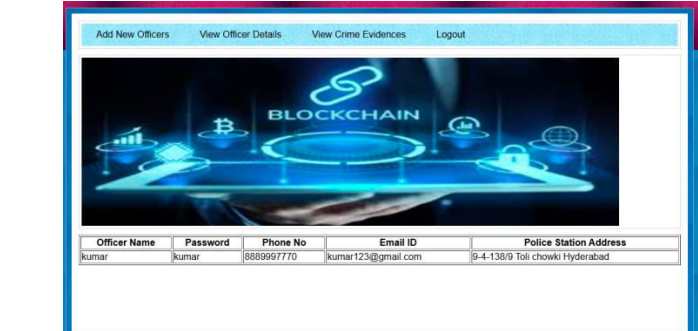 Add New Officers View Officer Details View Crime Evidences Logout
BLOCKCHAIN
Officer Name Password Phone No Email ID Police Station Address
kumar kumar 8889997770 kumar123@gmail.com 9-4-138/9 Toli chowki Hyderabad